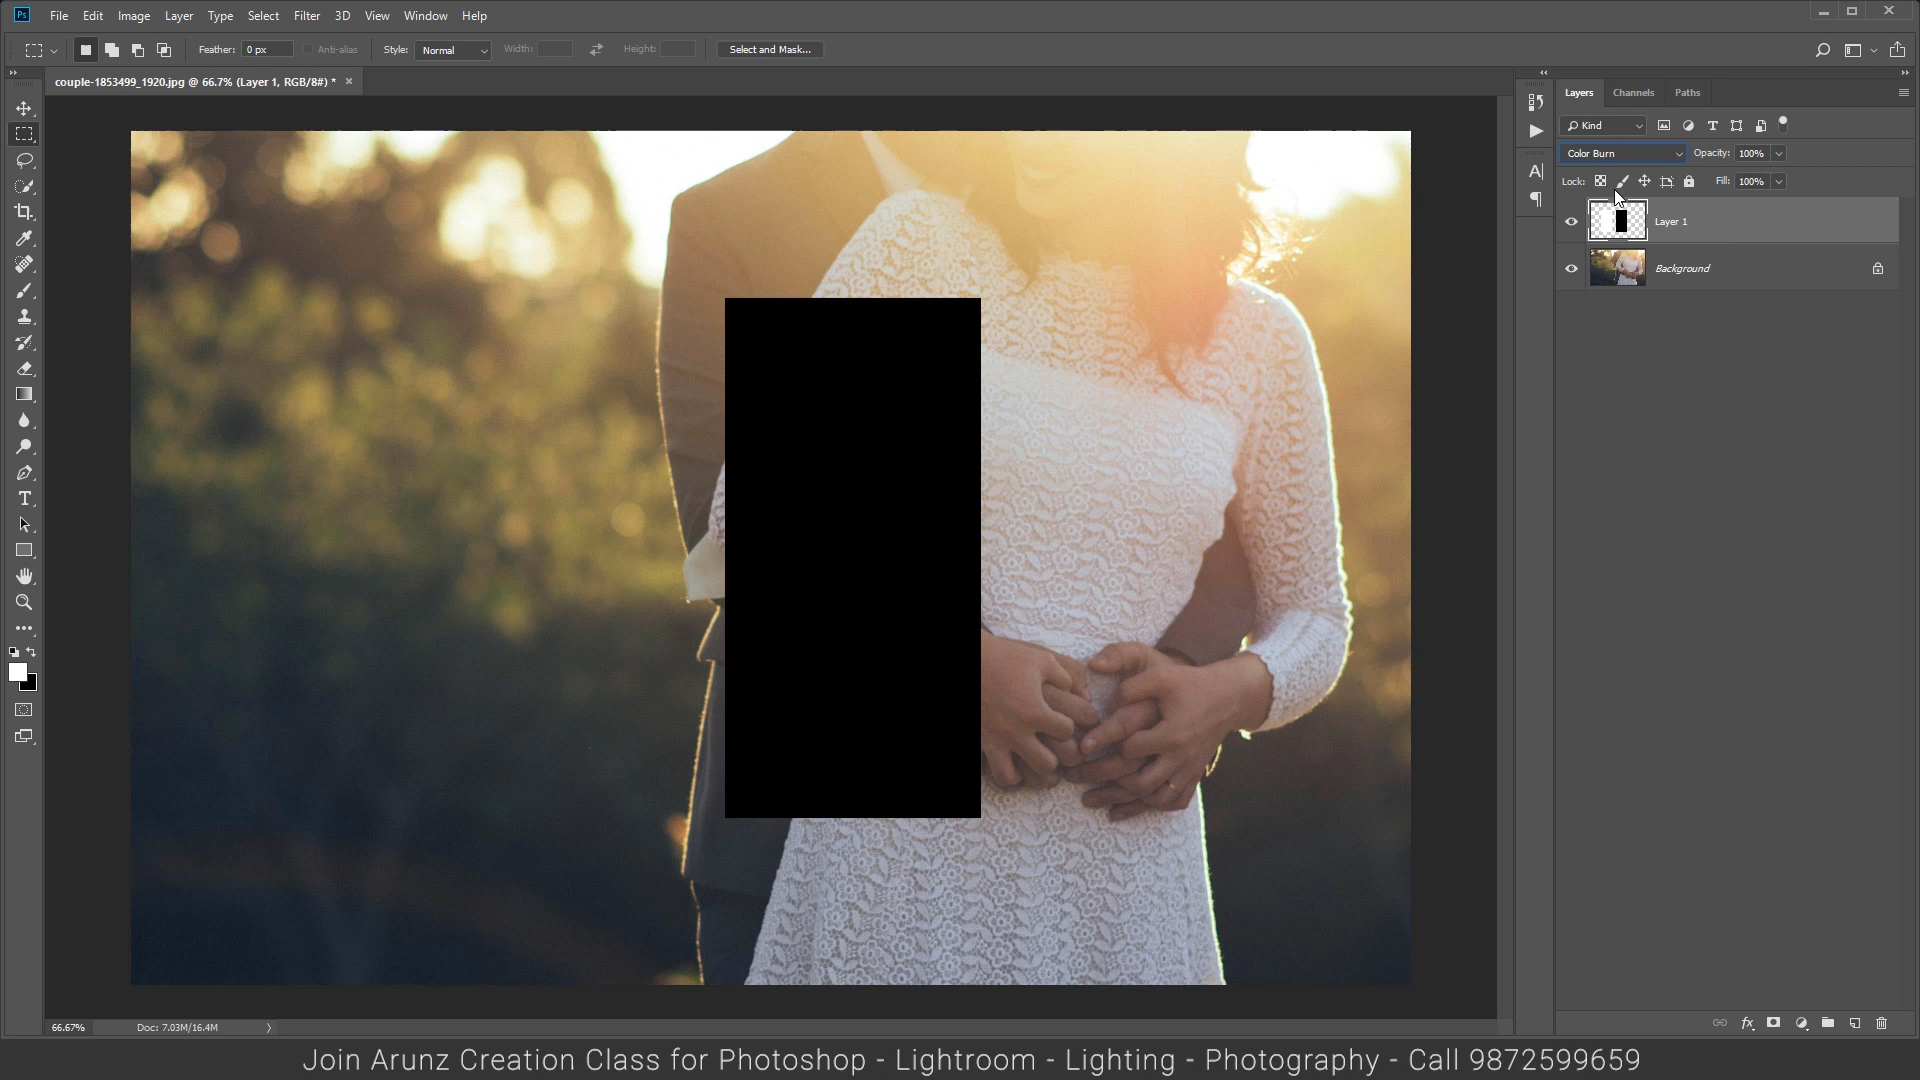 Ps File Edit Image Layer Type Select Filter 3D View Window Help
Feather: 0 px Anti-alias Style: Normal Width: Height: Select and Mask...
couple-1853499_1920.jpg @ 66.7% (Layer 1, RGB/8#) * ×
Layers Channels Paths
Kind
Color Burn Opacity: 100%
Lock: Fill: 100%
Layer 1
Background
66.67% Doc: 7.03M/16.4M
Join Arunz Creation Class for Photoshop - Lightroom - Lighting - Photography - Call 9872599659